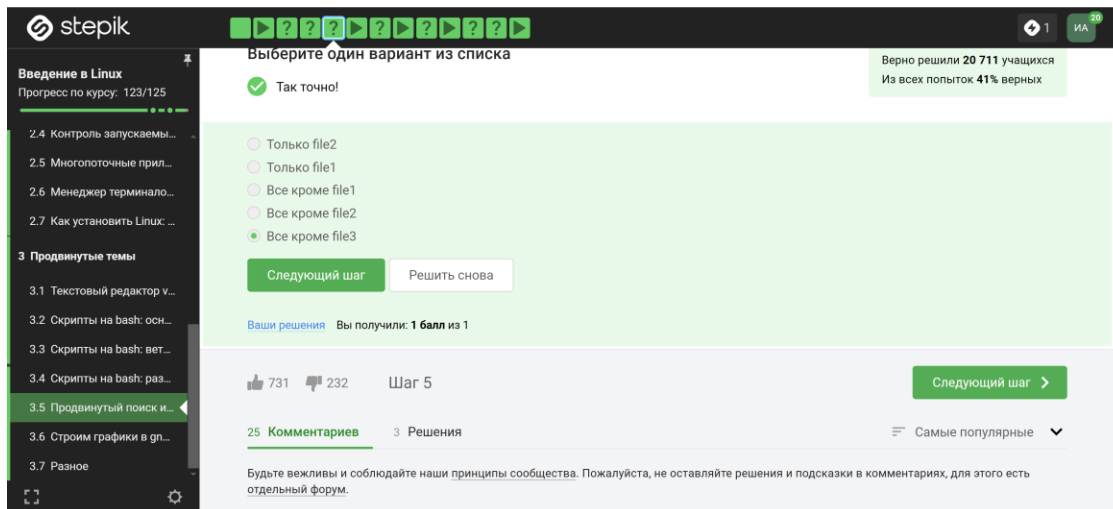 stepik
? ? ? ? ? ? ?
1
ИА
20
Введение в Linux
Прогресс по курсу: 123/125
2.4 Контроль запускаемы...
2.5 Многопоточные прил...
2.6 Менеджер терминало...
2.7 Как установить Linux: ...
3 Продвинутые темы
3.1 Текстовый редактор v...
3.2 Скрипты на bash: осн...
3.3 Скрипты на bash: вет...
3.4 Скрипты на bash: раз...
3.5 Продвинутый поиск и...
3.6 Строим графики в gn...
3.7 Разное
Выберите один вариант из списка
Так точно!
Верно решили 20 711 учащихся
Из всех попыток 41% верных
Только file2
Только file1
Все кроме file1
Все кроме file2
Все кроме file3
Следующий шаг
Решить снова
Ваши решения Вы получили: 1 балл из 1
731 232 Шаг 5
Следующий шаг
25 Комментариев 3 Решения
Самые популярные
Будьте вежливы и соблюдайте наши принципы сообщества. Пожалуйста, не оставляйте решения и подсказки в комментариях, для этого есть
отдельный форум.